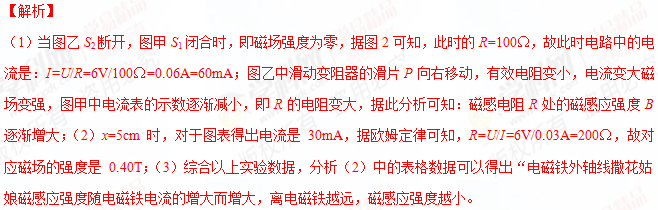 【解析】
（1）当图乙 S₂断开，图甲 S₁闭合时，即磁场强度为零，据图 2 可知，此时的 R=100Ω，故此时电路中的电
流是：I=U/R=6V/100Ω=0.06A=60mA；图乙中滑动变阻器的滑片 P 向右移动，有效电阻变小，电流变大磁
场变强，图甲中电流表的示数逐渐减小，即 R 的电阻变大，据此分析可知：磁感电阻 R 处的磁感应强度 B
逐渐增大；（2）x=5cm 时，对于图表得出电流是 30mA，据欧姆定律可知，R=U/I=6V/0.03A=200Ω，故对
应磁场的强度是 0.40T；（3）综合以上实验数据，分析（2）中的表格数据可以得出“电磁铁外轴线撒花姑
娘磁感应强度随电磁铁电流的增大而增大，离电磁铁越远，磁感应强度越小。